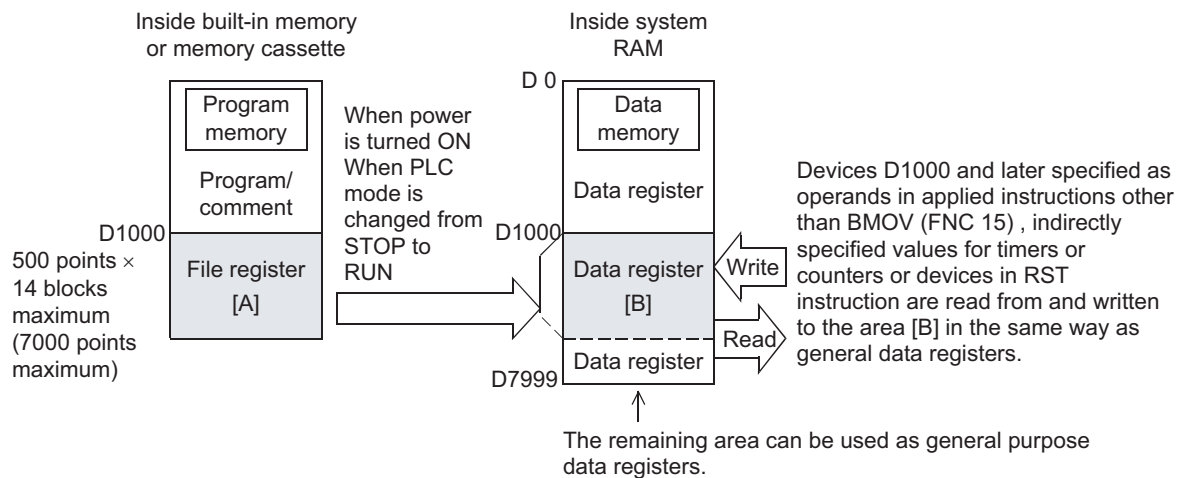 Inside built-in memory
or memory cassette
Program
memory
Program/
comment
D1000
File register
[A]
500 points ×
14 blocks
maximum
(7000 points
maximum)
When power
is turned ON
When PLC
mode is
changed from
STOP to
RUN
Inside system
RAM
D 0
Data
memory
Data register
D1000
Data register
[B]
Data register
D7999
Write
Read
Devices D1000 and later specified as
operands in applied instructions other
than BMOV (FNC 15) , indirectly
specified values for timers or
counters or devices in RST
instruction are read from and written
to the area [B] in the same way as
general data registers.
The remaining area can be used as general purpose
data registers.